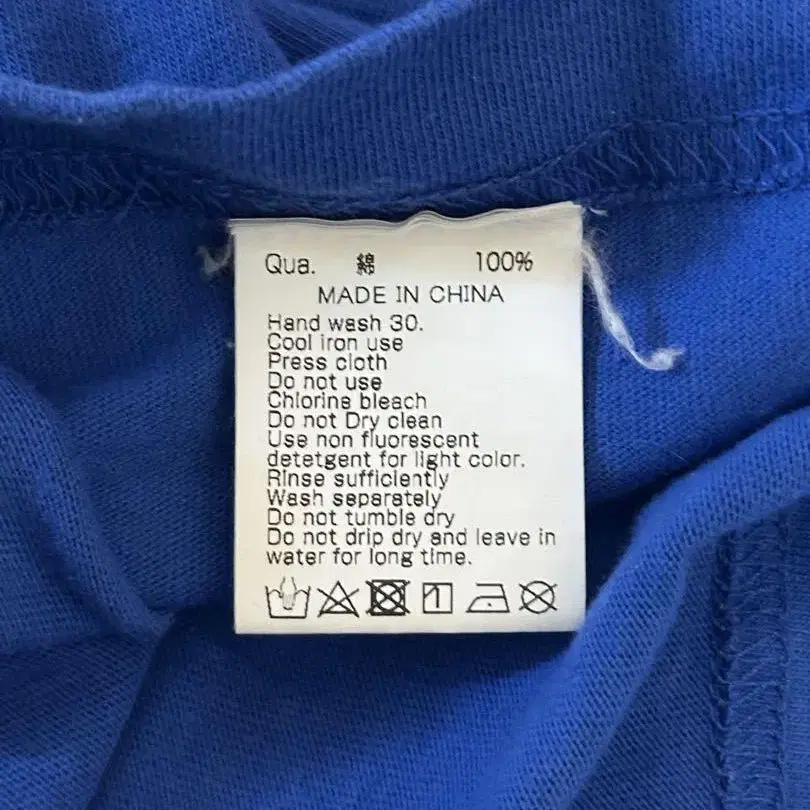 Qua. 綿 100%
MADE IN CHINA
Hand wash 30.
Cool iron use
Press cloth
Do not use
Chlorine bleach
Do not Dry clean
Use non fluorescent
detetgent for light color.
Rinse sufficiently
Wash separately
Do not tumble dry
Do not drip dry and leave in
water for long time.